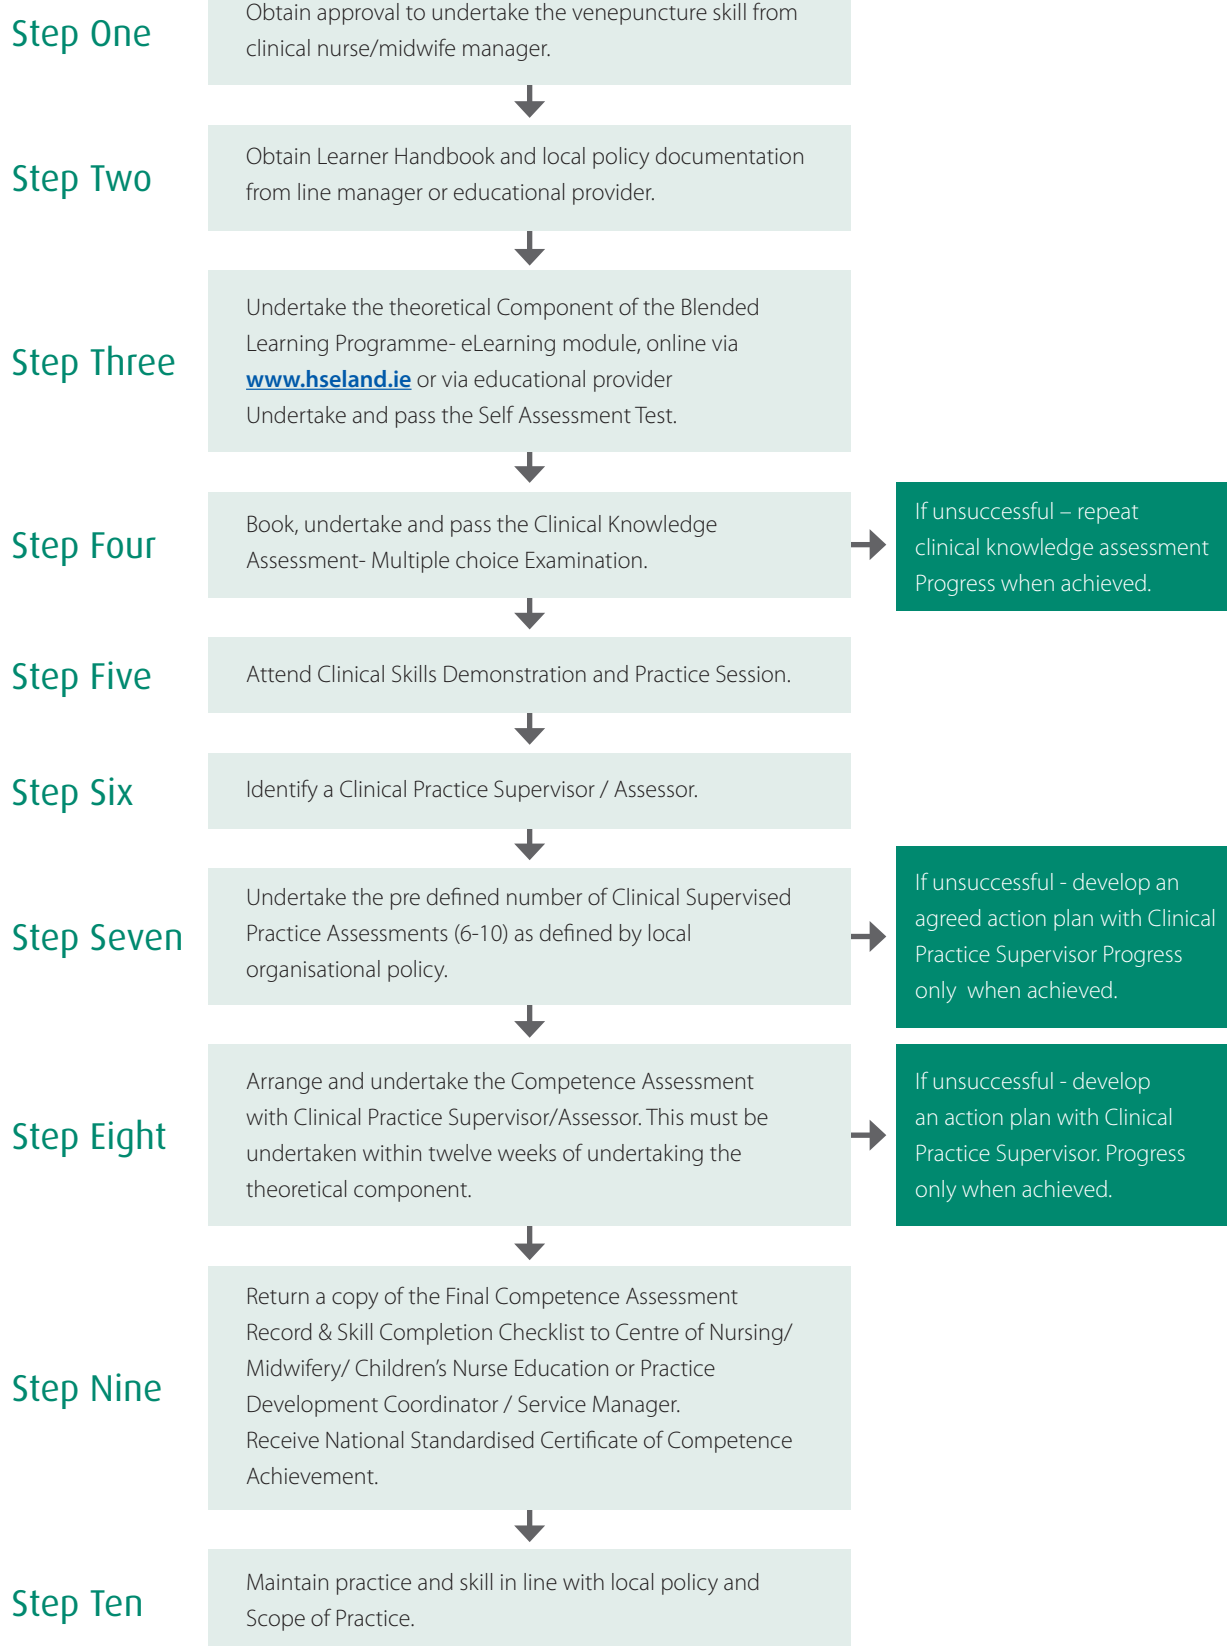 Step One
Obtain approval to undertake the venepuncture skill from
clinical nurse/midwife manager.
Step Two
Obtain Learner Handbook and local policy documentation
from line manager or educational provider.
Step Three
Undertake the theoretical Component of the Blended
Learning Programme- eLearning module, online via
www.hseland.ie or via educational provider
Undertake and pass the Self Assessment Test.
Step Four
Book, undertake and pass the Clinical Knowledge
Assessment- Multiple choice Examination.
If unsuccessful – repeat
clinical knowledge assessment
Progress when achieved.
Step Five
Attend Clinical Skills Demonstration and Practice Session.
Step Six
Identify a Clinical Practice Supervisor / Assessor.
Step Seven
Undertake the pre defined number of Clinical Supervised
Practice Assessments (6-10) as defined by local
organisational policy.
If unsuccessful - develop an
agreed action plan with Clinical
Practice Supervisor Progress
only  when achieved.
Step Eight
Arrange and undertake the Competence Assessment
with Clinical Practice Supervisor/Assessor. This must be
undertaken within twelve weeks of undertaking the
theoretical component.
If unsuccessful - develop
an action plan with Clinical
Practice Supervisor. Progress
only when achieved.
Step Nine
Return a copy of the Final Competence Assessment
Record & Skill Completion Checklist to Centre of Nursing/
Midwifery/ Children’s Nurse Education or Practice
Development Coordinator / Service Manager.
Receive National Standardised Certificate of Competence
Achievement.
Step Ten
Maintain practice and skill in line with local policy and
Scope of Practice.